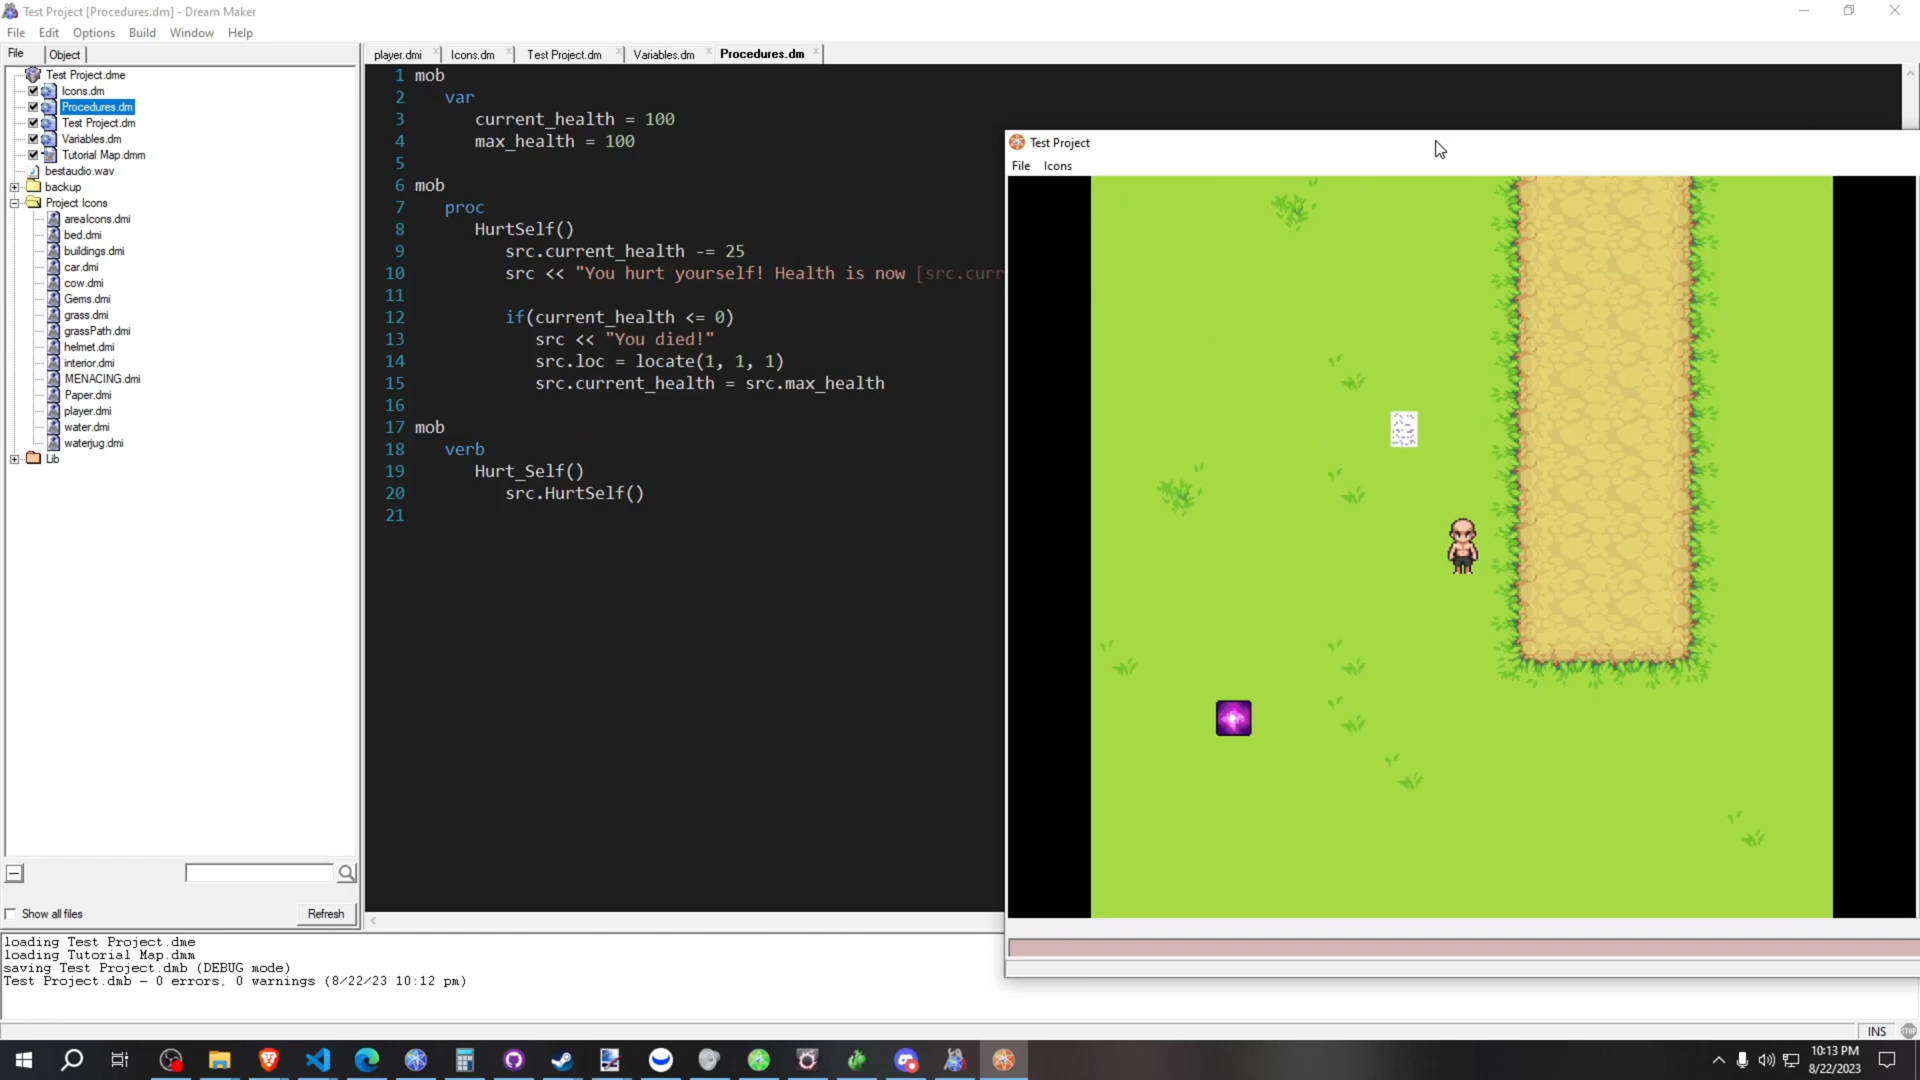 Test Project [Procedures.dm] - Dream Maker
File Edit Options Build Window Help
File Object
Test Project.dme
Icons.dm
Procedures.dm
Test Project.dm
Variables.dm
Tutorial Map.dmm
bestaudio.wav
backup
Project Icons
areaIcons.dmi
bed.dmi
buildings.dmi
car.dmi
cow.dmi
Gems.dmi
grass.dmi
grassPath.dmi
helmet.dmi
interior.dmi
MENACING.dmi
Paper.dmi
player.dmi
water.dmi
waterjug.dmi
Lib
Show all files
Refresh
player.dmi Icons.dm Test Project.dm Variables.dm Procedures.dm
1 mob
2 var
3 current_health = 100
4 max_health = 100
5
6 mob
7 proc
8 HurtSelf()
9 src.current_health -= 25
10 src << "You hurt yourself! Health is now [src.curr
11
12 if(current_health <= 0)
13 src << "You died!"
14 src.loc = locate(1, 1, 1)
15 src.current_health = src.max_health
16
17 mob
18 verb
19 Hurt_Self()
20 src.HurtSelf()
21
Test Project
File Icons
loading Test Project.dme
loading Tutorial Map.dmm
saving Test Project.dmb (DEBUG mode)
Test Project.dmb - 0 errors, 0 warnings (8/22/23 10:12 pm)
INS
10:13 PM
8/22/2023